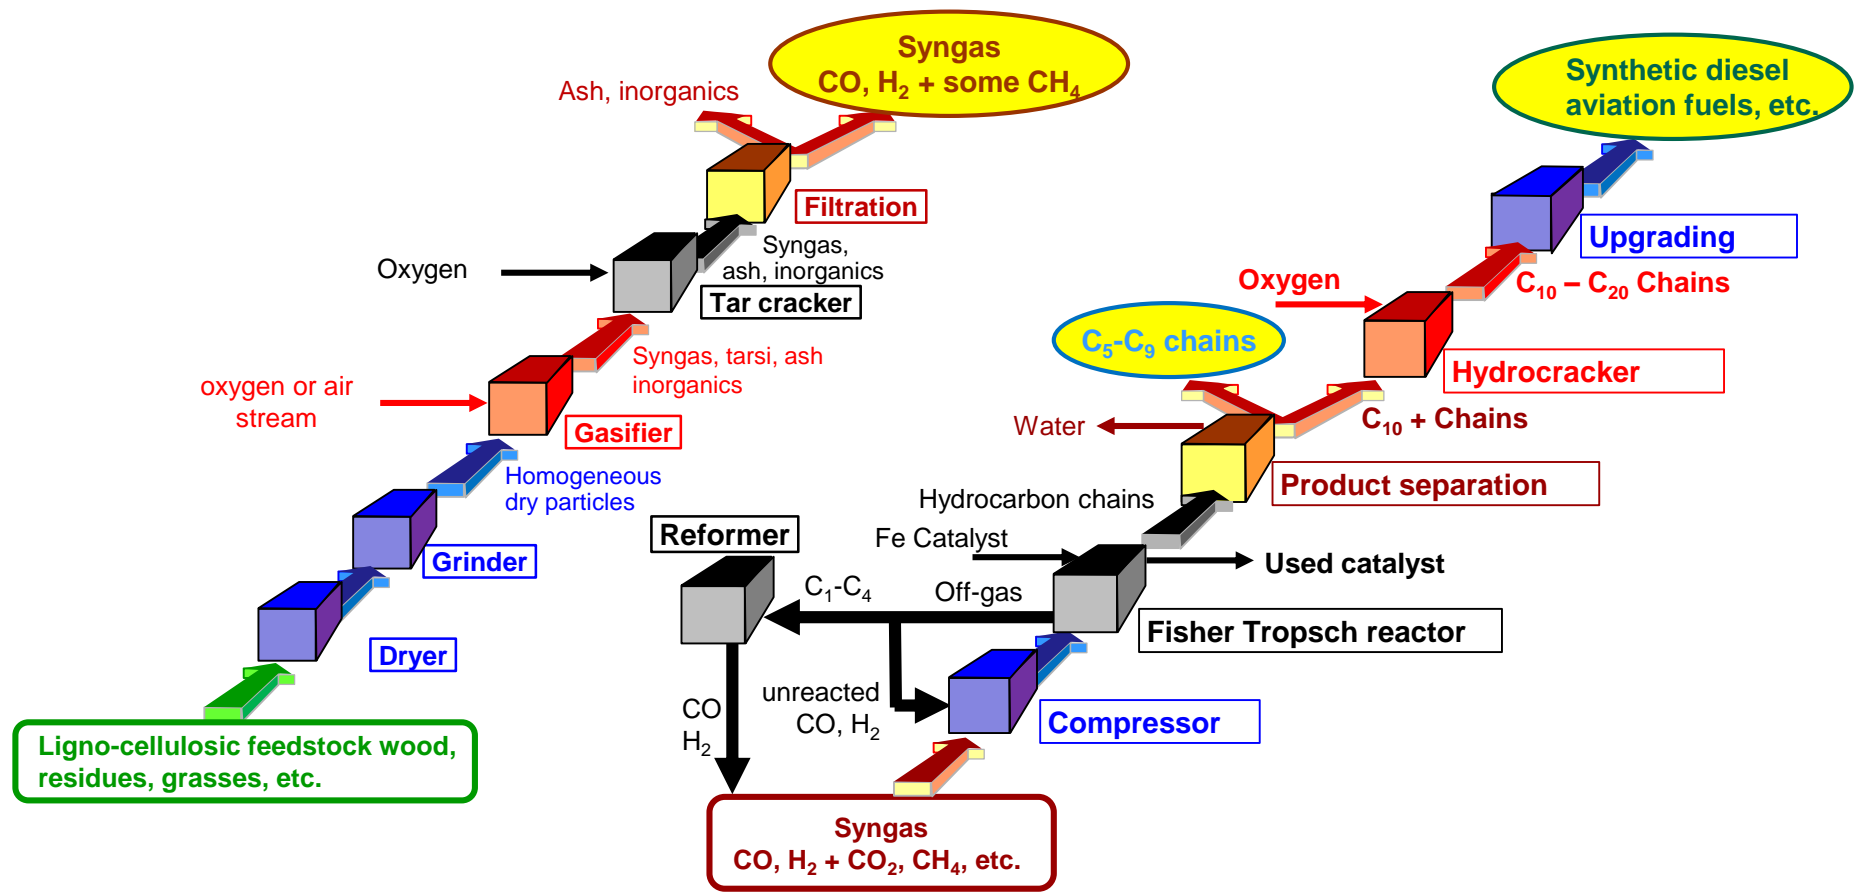 Syngas
CO, H₂ + some CH₄
Ash, inorganics
Filtration
Syngas,
ash, inorganics
Oxygen
Tar cracker
Syngas, tarsi, ash
inorganics
oxygen or air
stream
Gasifier
Homogeneous
dry particles
Grinder
Dryer
Ligno-cellulosic feedstock wood,
residues, grasses, etc.
Synthetic diesel
aviation fuels, etc.
Upgrading
C₁₀ – C₂₀ Chains
Oxygen
Hydrocracker
C₅-C₉ chains
C₁₀ + Chains
Water
Product separation
Hydrocarbon chains
Fe Catalyst
Used catalyst
Reformer
C₁-C₄
Off-gas
Fisher Tropsch reactor
unreacted
CO, H₂
CO
H₂
Compressor
Syngas
CO, H₂ + CO₂, CH₄, etc.